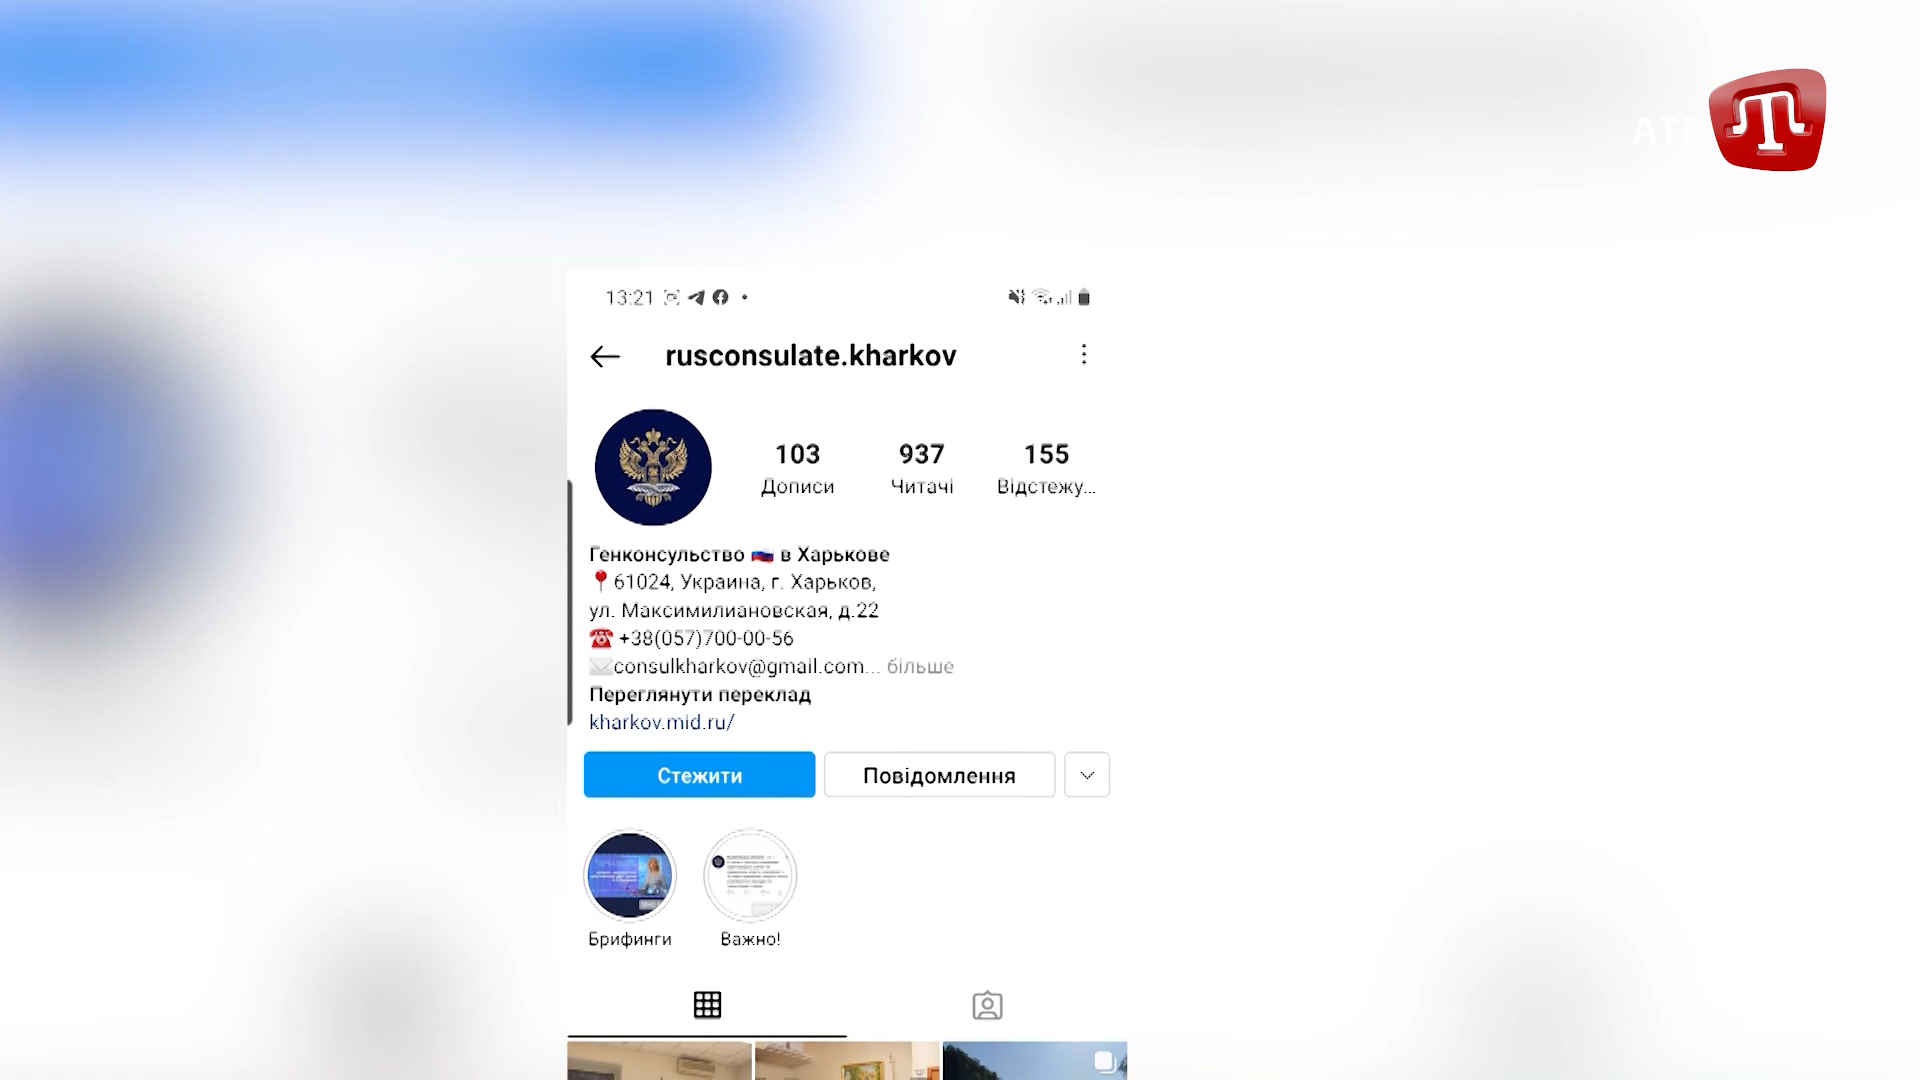 ATR
13:21
rusconsulate.kharkov
103
937
155
Дописи
Читачі
Відстежу...
Генконсульство 🇷🇺 в Харькове
📍61024, Украина, г. Харьков,
ул. Максимилиановская, д.22
☎️ +38(057)700-00-56
✉️consulkharkov@gmail.com... більше
Переглянути переклад
kharkov.mid.ru/
Стежити
Повідомлення
Брифинги
Важно!